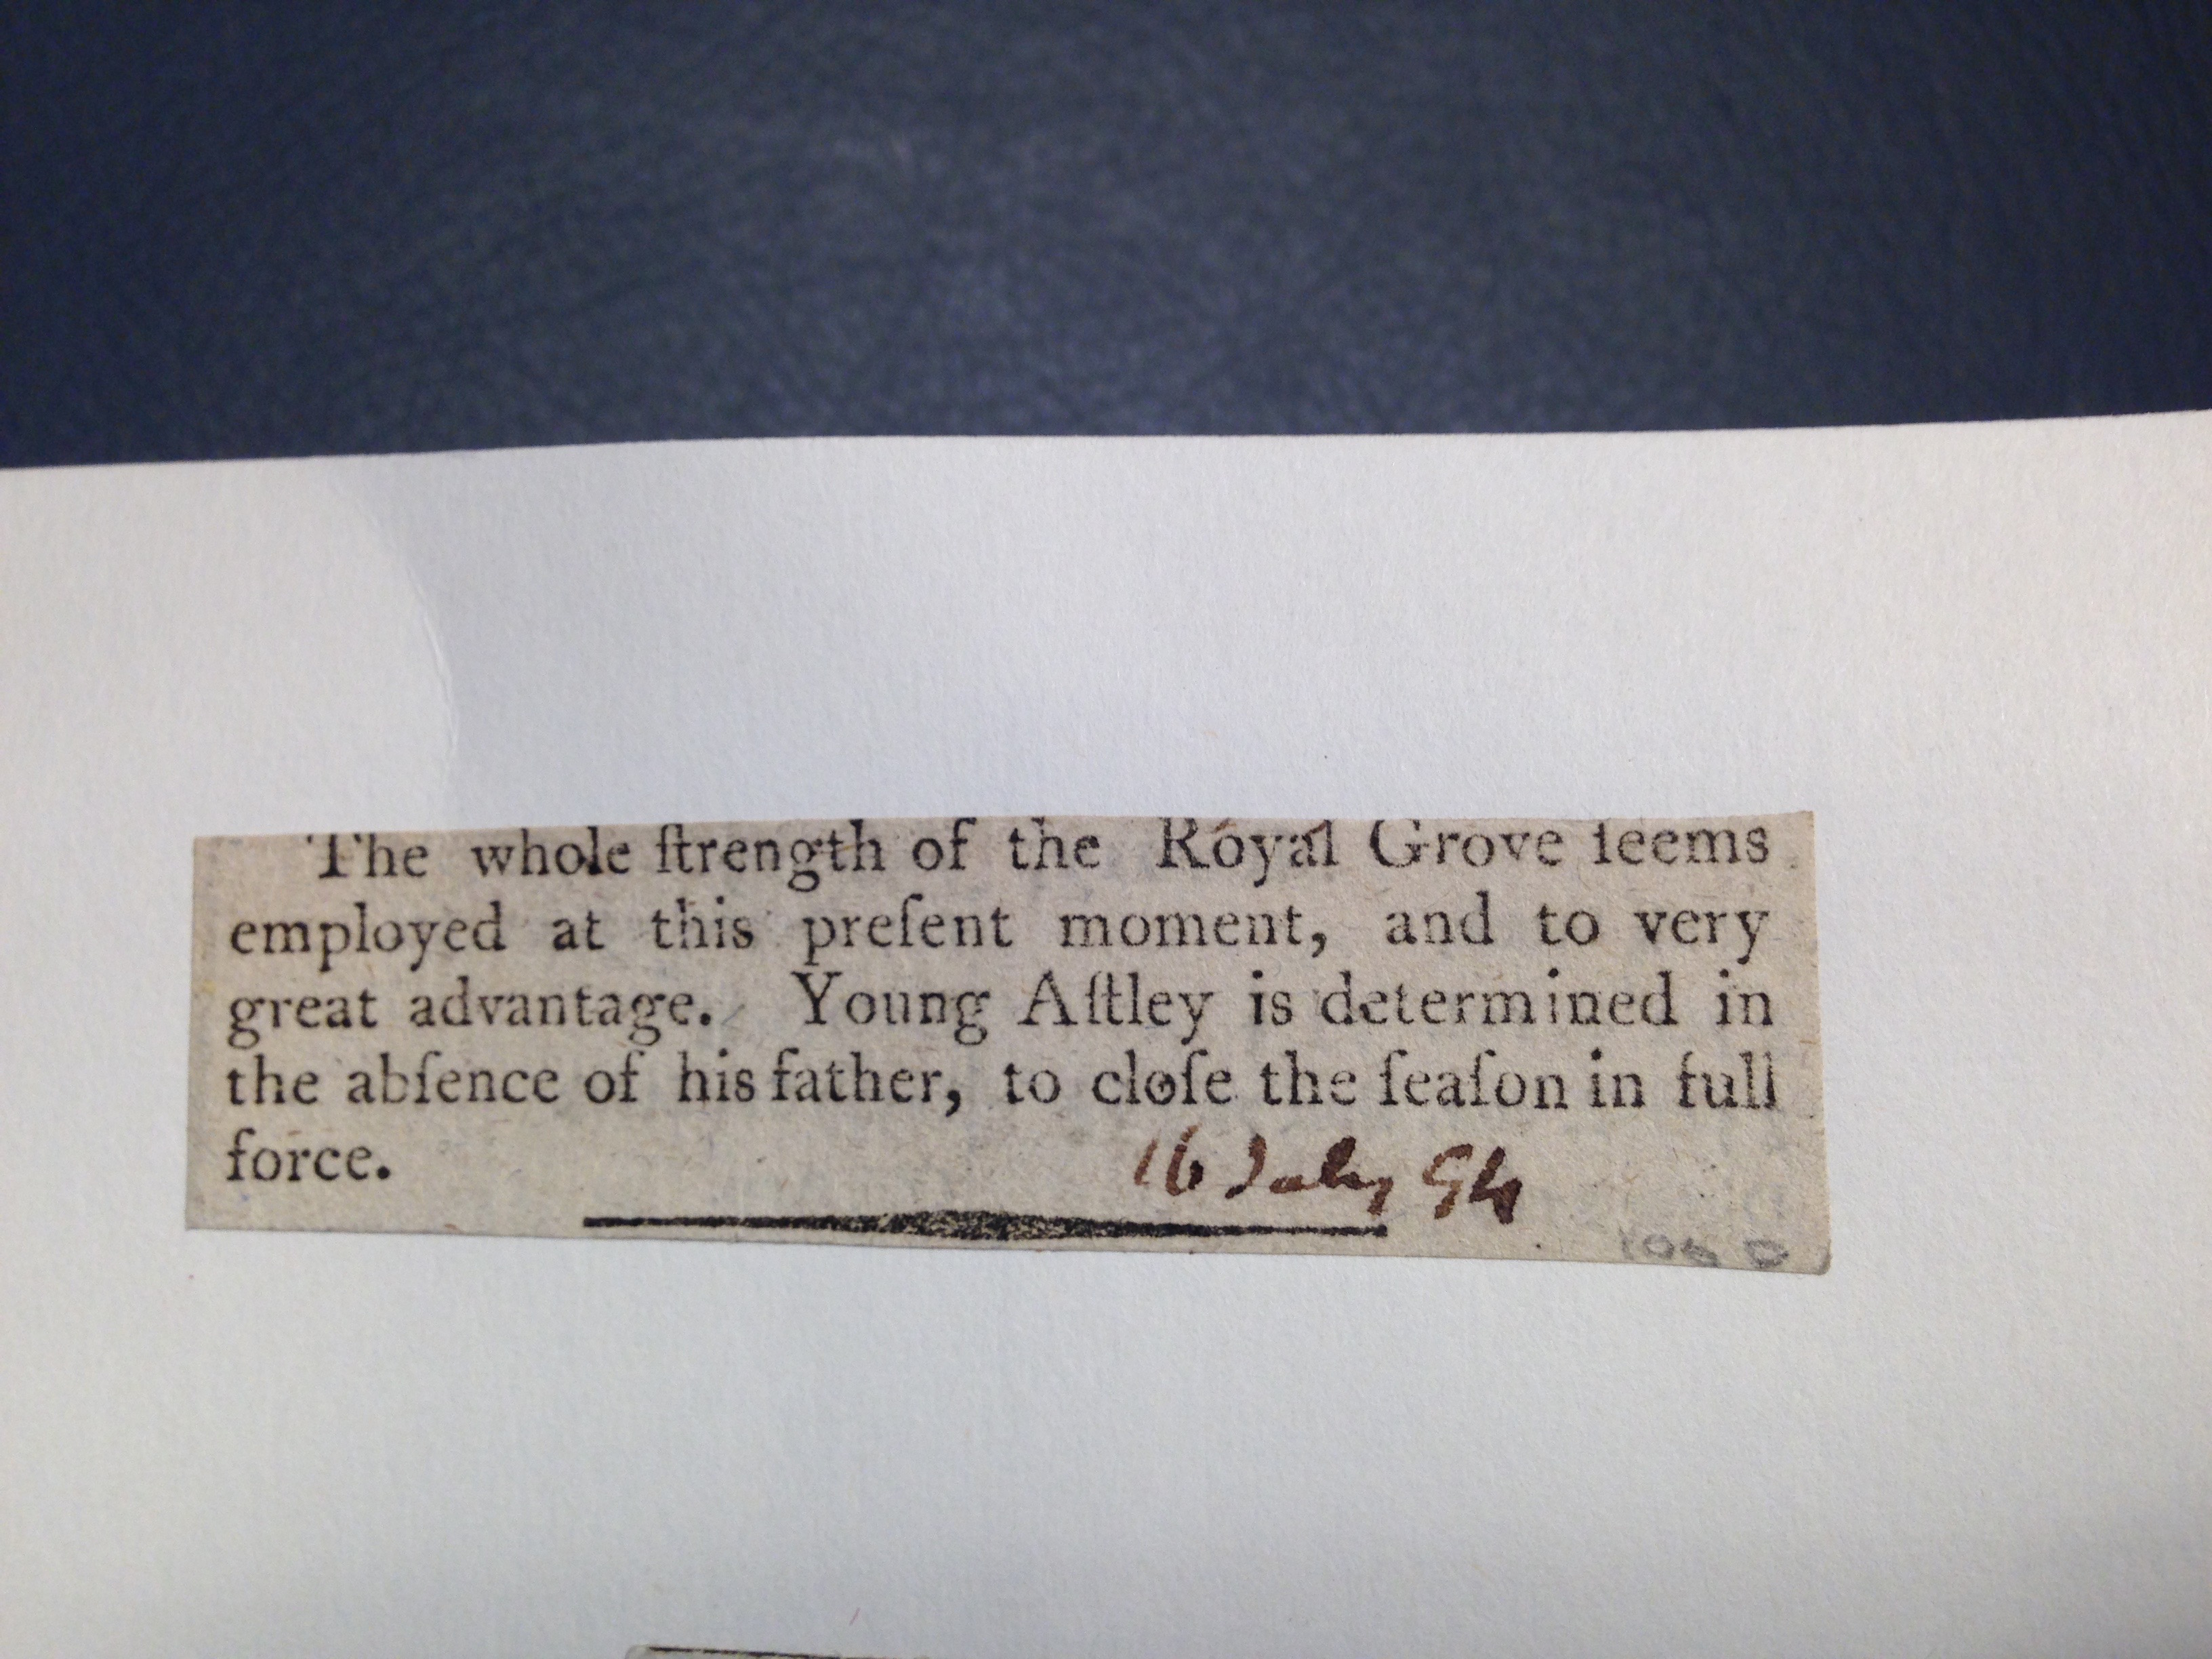 The whole ſtrength of the Royal Grove ſeems
employed at this preſent moment, and to very
great advantage. Young Aſtley is determined in
the abſence of his father, to cloſe the ſeaſon in full
force.
16 July 94